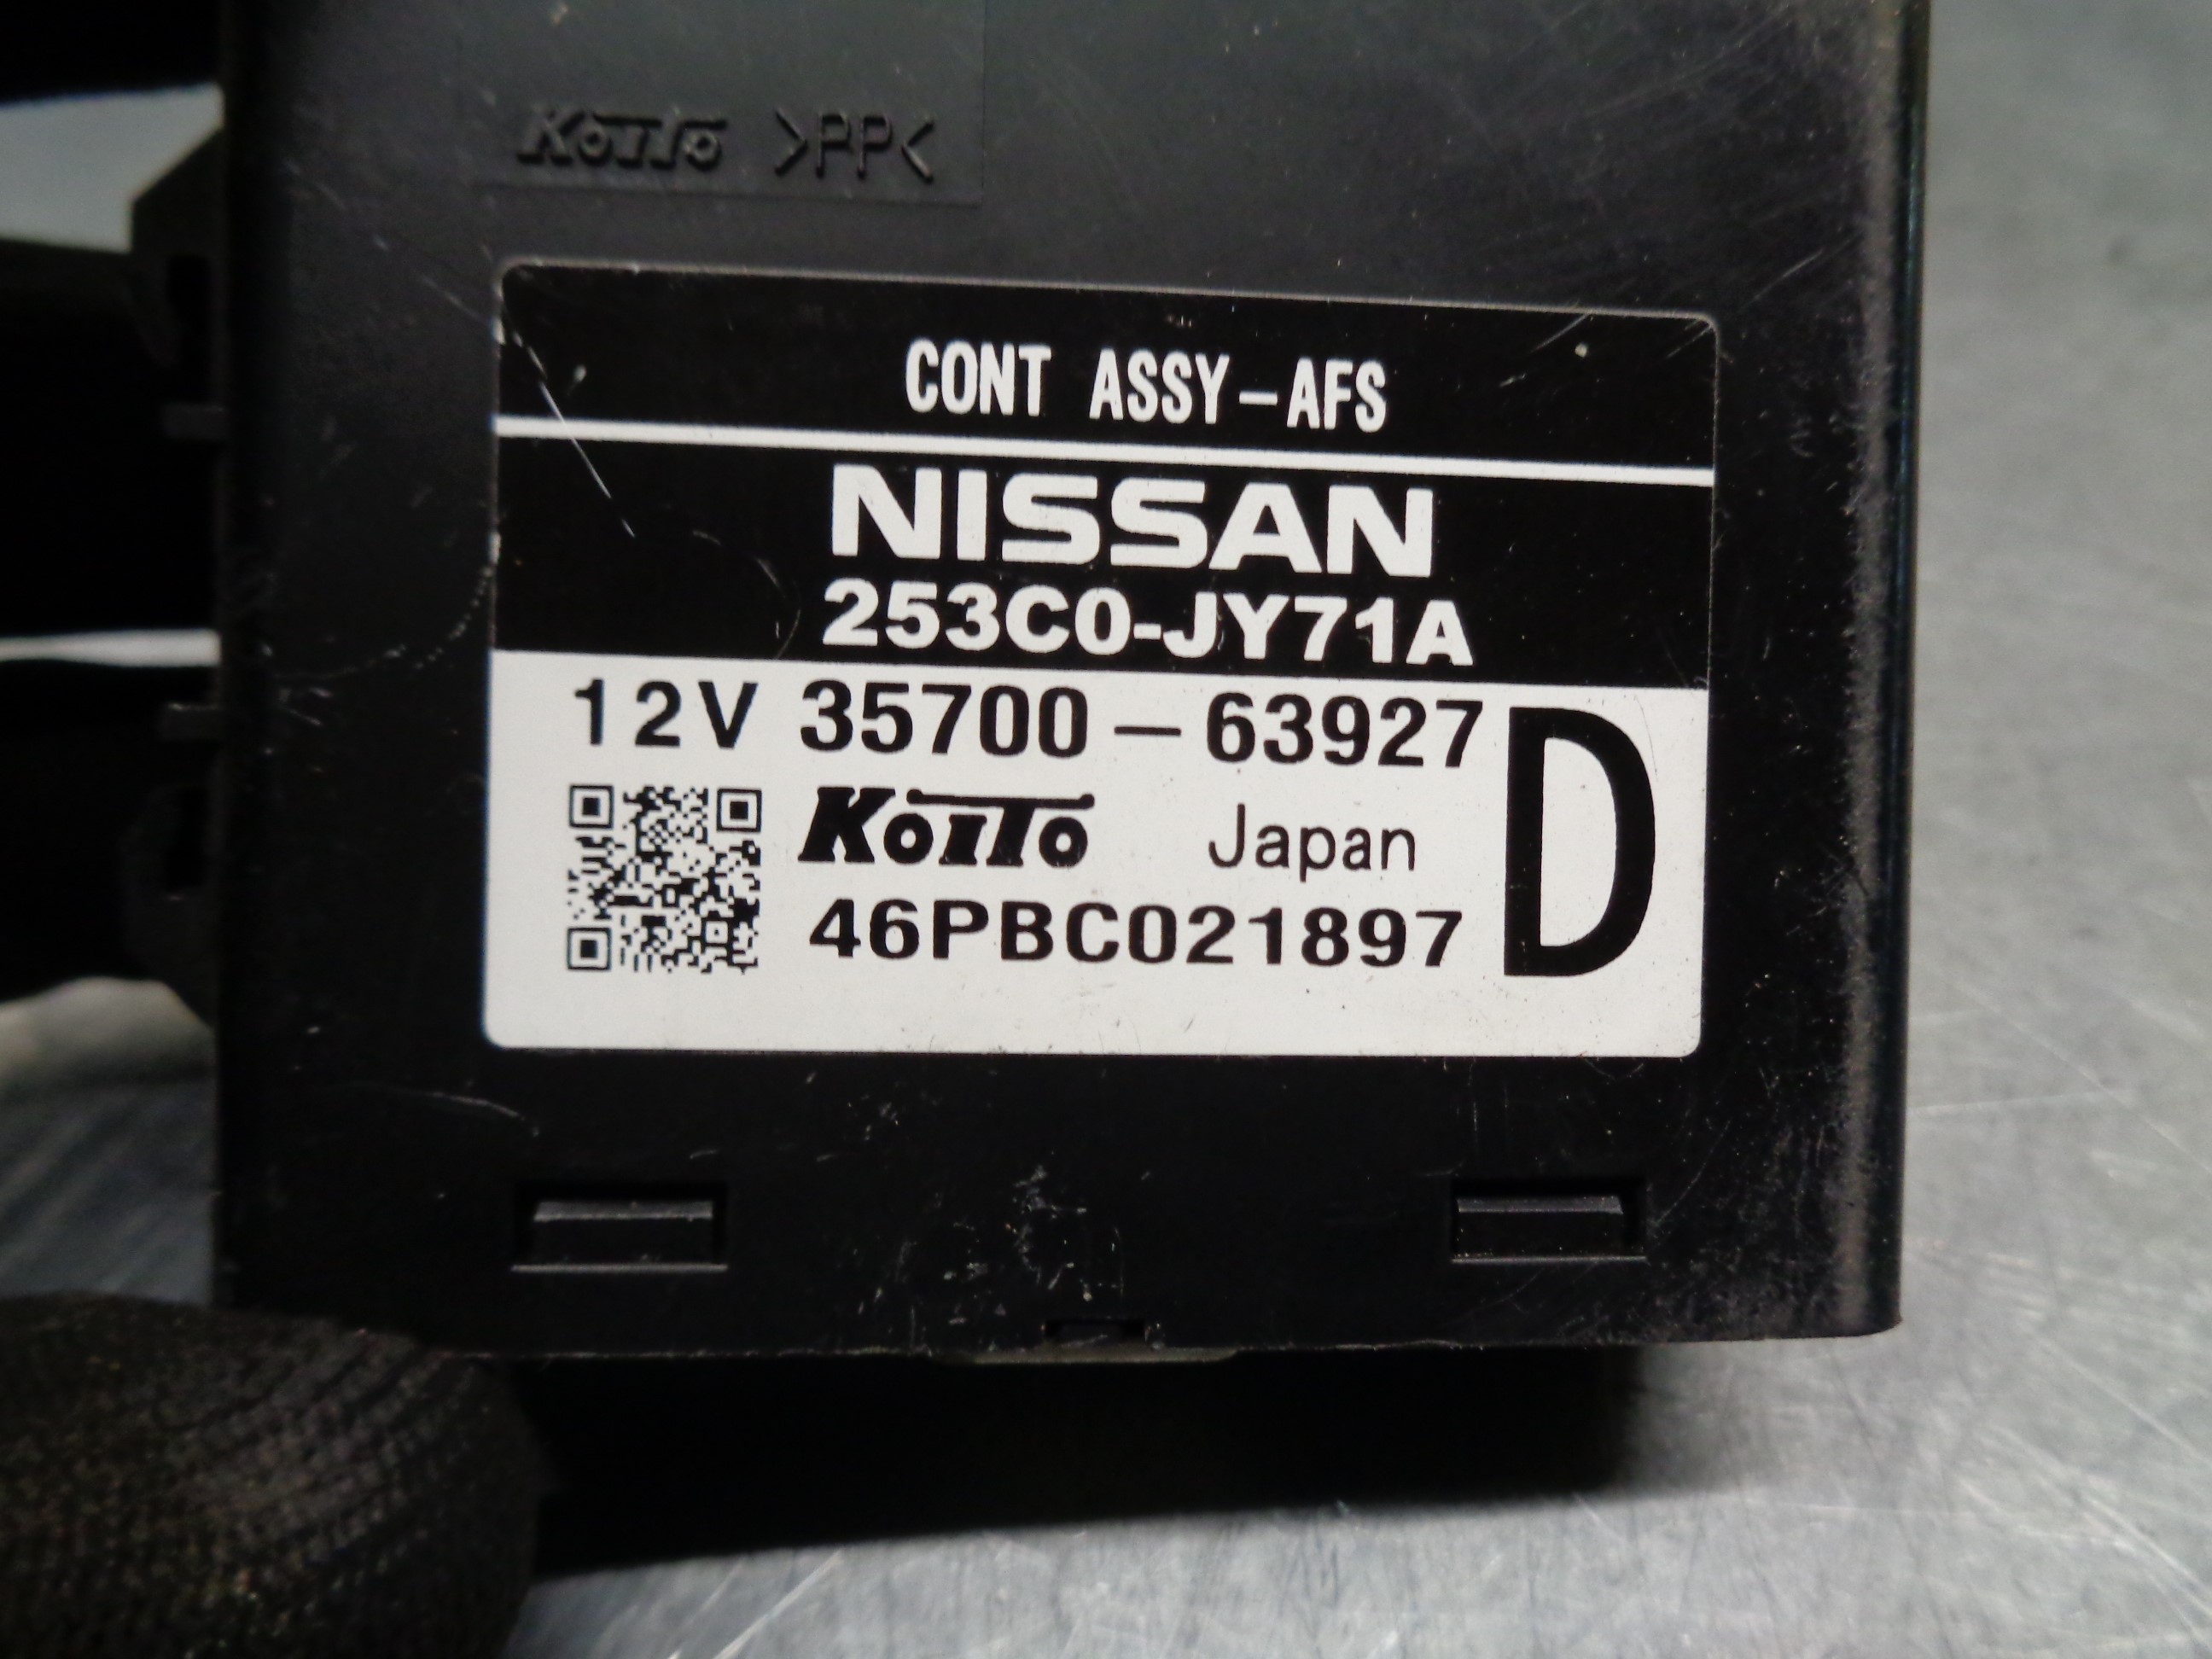 KOITO >PP<
CONT ASSY-AFS
NISSAN
253C0-JY71A
12V 35700-63927
D
KOITO Japan
46PBC021897